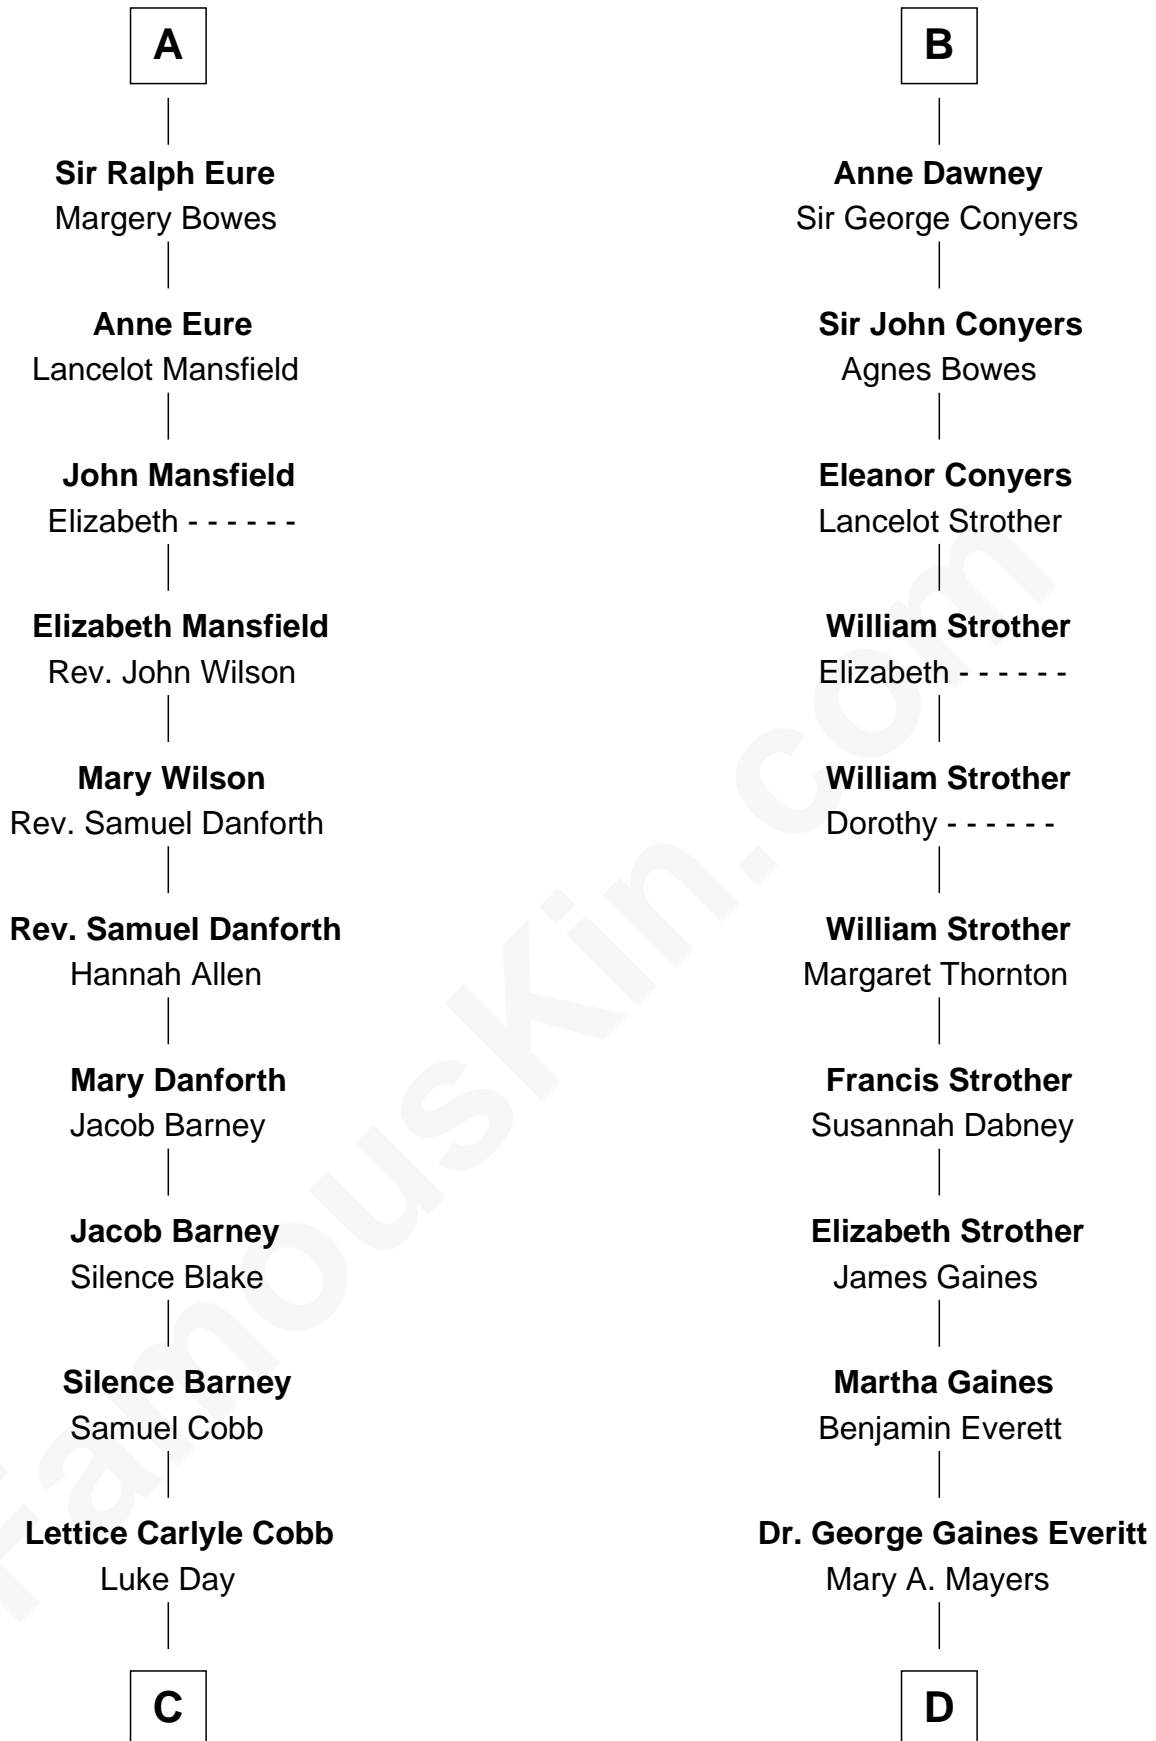 A
Sir Ralph Eure
Margery Bowes
Anne Eure
Lancelot Mansfield
John Mansfield
Elizabeth - - - - - -
Elizabeth Mansfield
Rev. John Wilson
Mary Wilson
Rev. Samuel Danforth
Rev. Samuel Danforth
Hannah Allen
Mary Danforth
Jacob Barney
Jacob Barney
Silence Blake
Silence Barney
Samuel Cobb
Lettice Carlyle Cobb
Luke Day
C
B
Anne Dawney
Sir George Conyers
Sir John Conyers
Agnes Bowes
Eleanor Conyers
Lancelot Strother
William Strother
Elizabeth - - - - - -
William Strother
Dorothy - - - - - -
William Strother
Margaret Thornton
Francis Strother
Susannah Dabney
Elizabeth Strother
James Gaines
Martha Gaines
Benjamin Everett
Dr. George Gaines Everitt
Mary A. Mayers
D
FamousKin.com